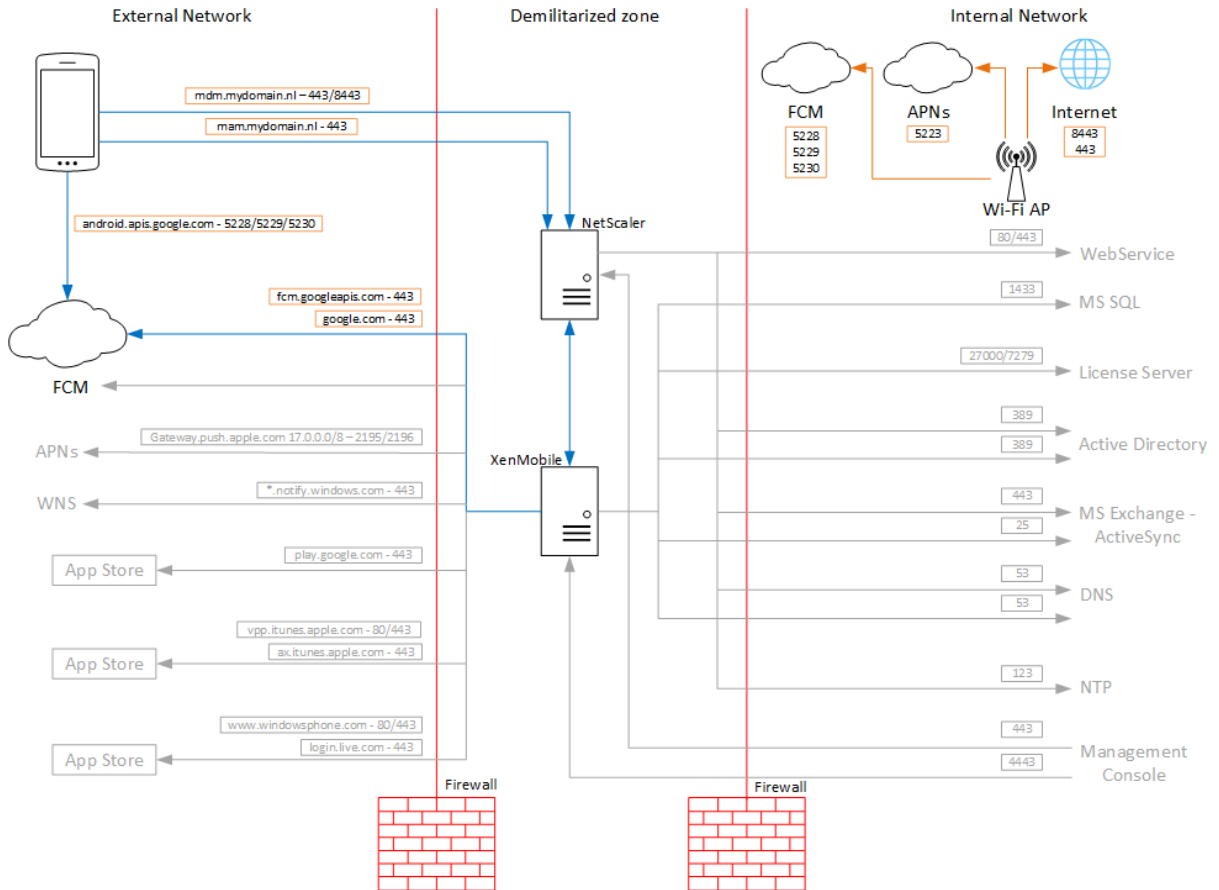 External Network
Demilitarized zone
Internal Network
mdm.mydomain.nl – 443/8443
mam.mydomain.nl - 443
android.apis.google.com - 5228/5229/5230
fcm.googleapis.com - 443
google.com - 443
FCM
Gateway.push.apple.com 17.0.0.0/8 – 2195/2196
APNs
*.notify.windows.com - 443
WNS
play.google.com - 443
App Store
vpp.itunes.apple.com - 80/443
ax.itunes.apple.com - 443
App Store
www.windowsphone.com - 80/443
login.live.com - 443
App Store
Firewall
NetScaler
XenMobile
Firewall
FCM
5228
5229
5230
APNs
5223
Internet
8443
443
Wi-Fi AP
80/443
WebService
1433
MS SQL
27000/7279
License Server
389
389
Active Directory
443
25
MS Exchange -
ActiveSync
53
53
DNS
123
NTP
443
4443
Management
Console